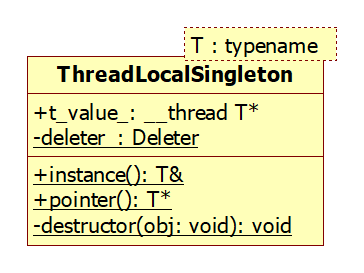 T : typename
ThreadLocalSingleton
+t_value_: __thread T*
-deleter_: Deleter
+instance(): T&
+pointer(): T*
-destructor(obj: void): void